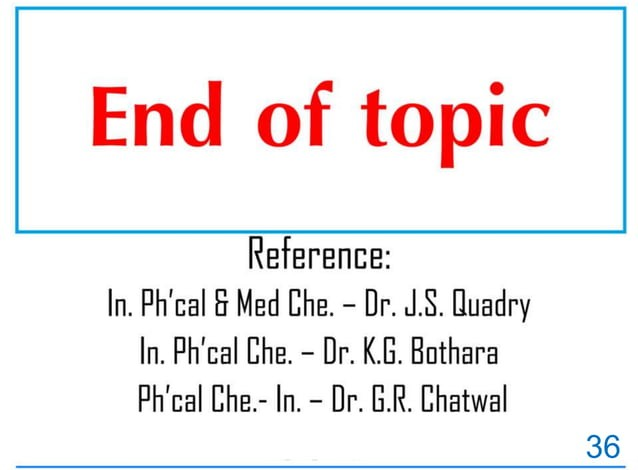 End of topic
Reference:
In. Ph'cal & Med Che. – Dr. J.S. Quadry
In. Ph'cal Che. – Dr. K.G. Bothara
Ph'cal Che.- In. – Dr. G.R. Chatwal
36